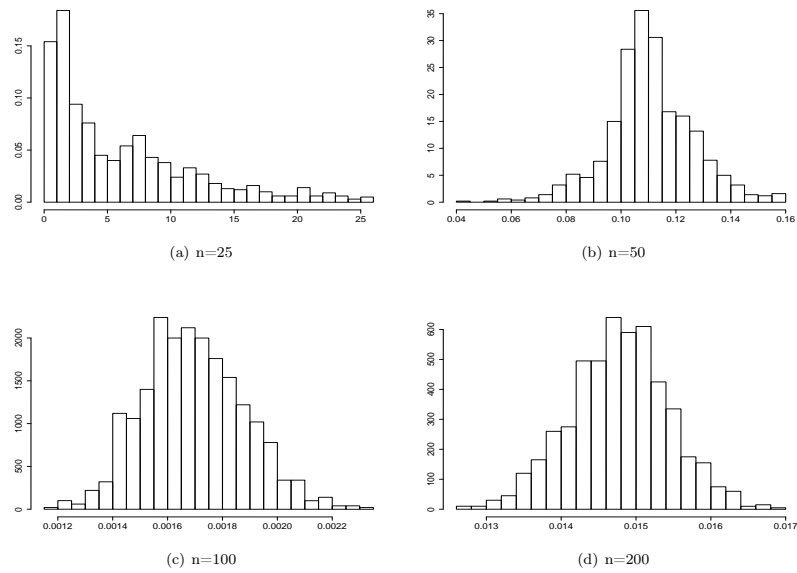 0.00 0.05 0.10 0.15
0 5 10 15 20 25
(a) n=25
0 5 10 15 20 25 30 35
0.04 0.06 0.08 0.10 0.12 0.14 0.16
(b) n=50
0 500 1000 1500 2000
0.0012 0.0014 0.0016 0.0018 0.0020 0.0022
(c) n=100
0 100 200 300 400 500 600
0.013 0.014 0.015 0.016 0.017
(d) n=200